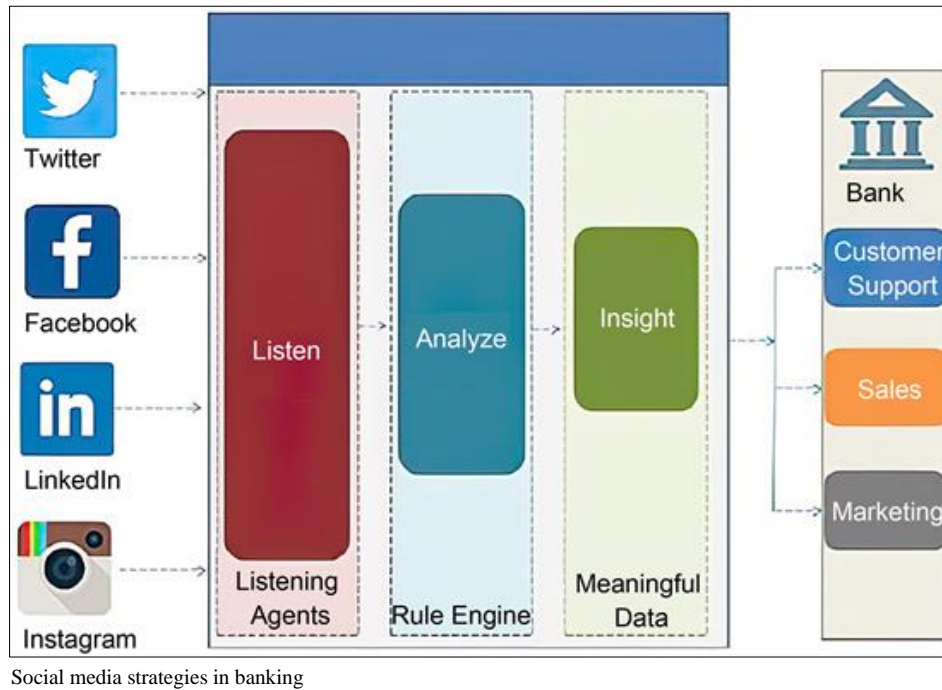 Twitter
Facebook
in
LinkedIn
Instagram
Listen
Listening
Agents
Analyze
Rule Engine
Insight
Meaningful
Data
Bank
Customer
Support
Sales
Marketing
Social media strategies in banking